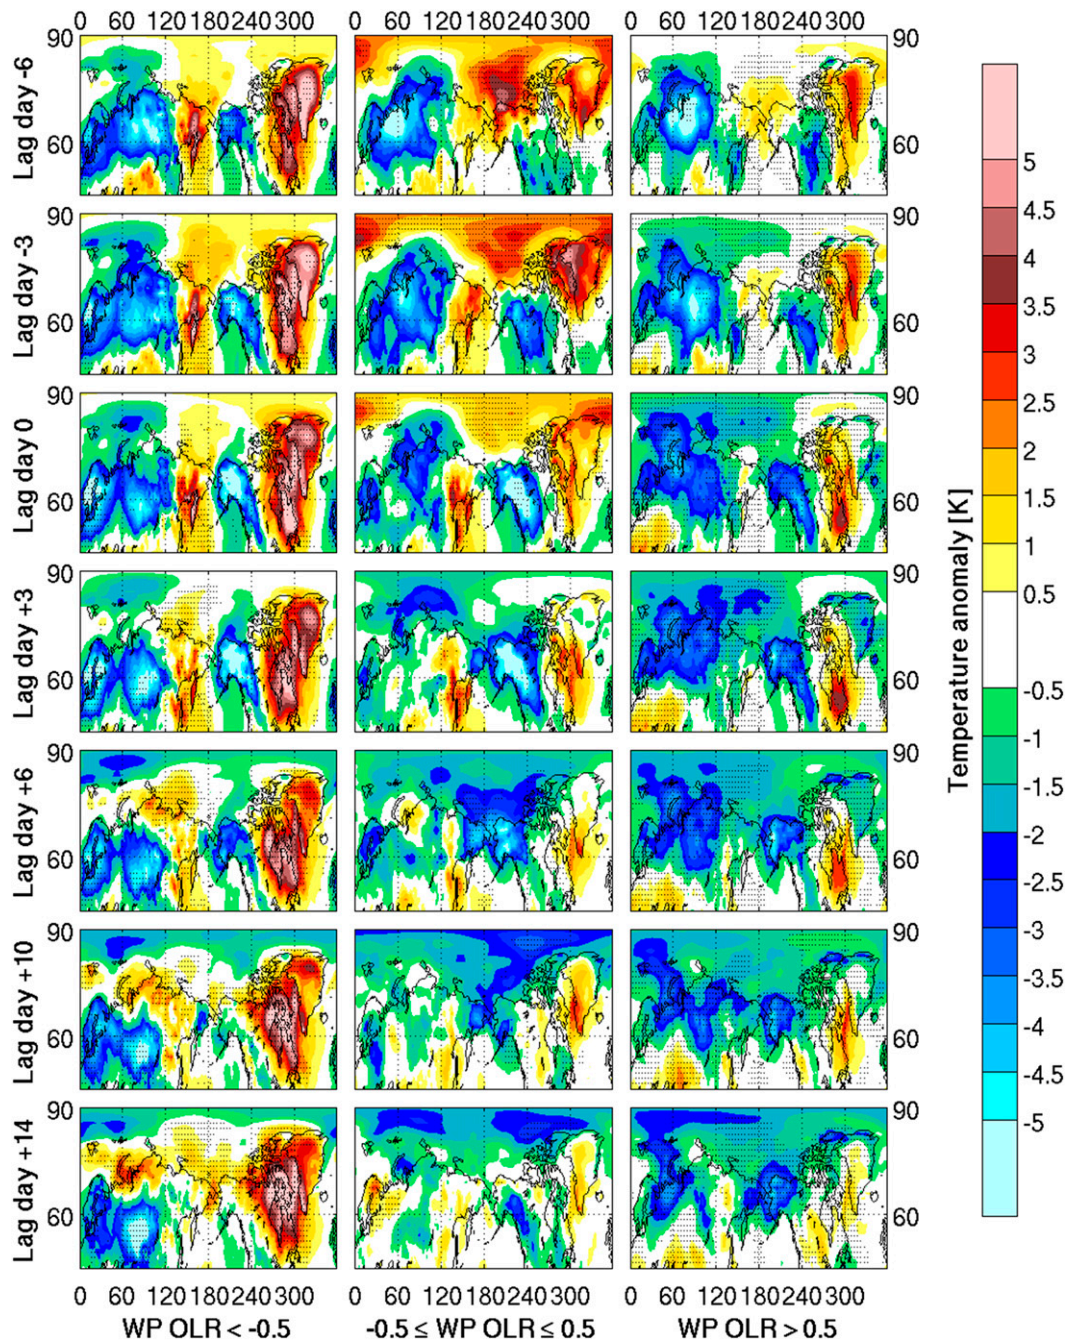 0 60 120 180 240 300 0 60 120 180 240 300 0 60 120 180 240 300
Lag day -6 90 60 90 60
Lag day -3 90 60 90 60
Lag day 0 90 60 90 60
Lag day +3 90 60 90 60
Lag day +6 90 60 90 60
Lag day +10 90 60 90 60
Lag day +14 90 60 90 60
0 60 120 180 240 300 0 60 120 180 240 300 0 60 120 180 240 300
WP OLR < -0.5 -0.5 ≤ WP OLR ≤ 0.5 WP OLR > 0.5
Temperature anomaly [K]
5
4.5
4
3.5
3
2.5
2
1.5
1
0.5
-0.5
-1
-1.5
-2
-2.5
-3
-3.5
-4
-4.5
-5